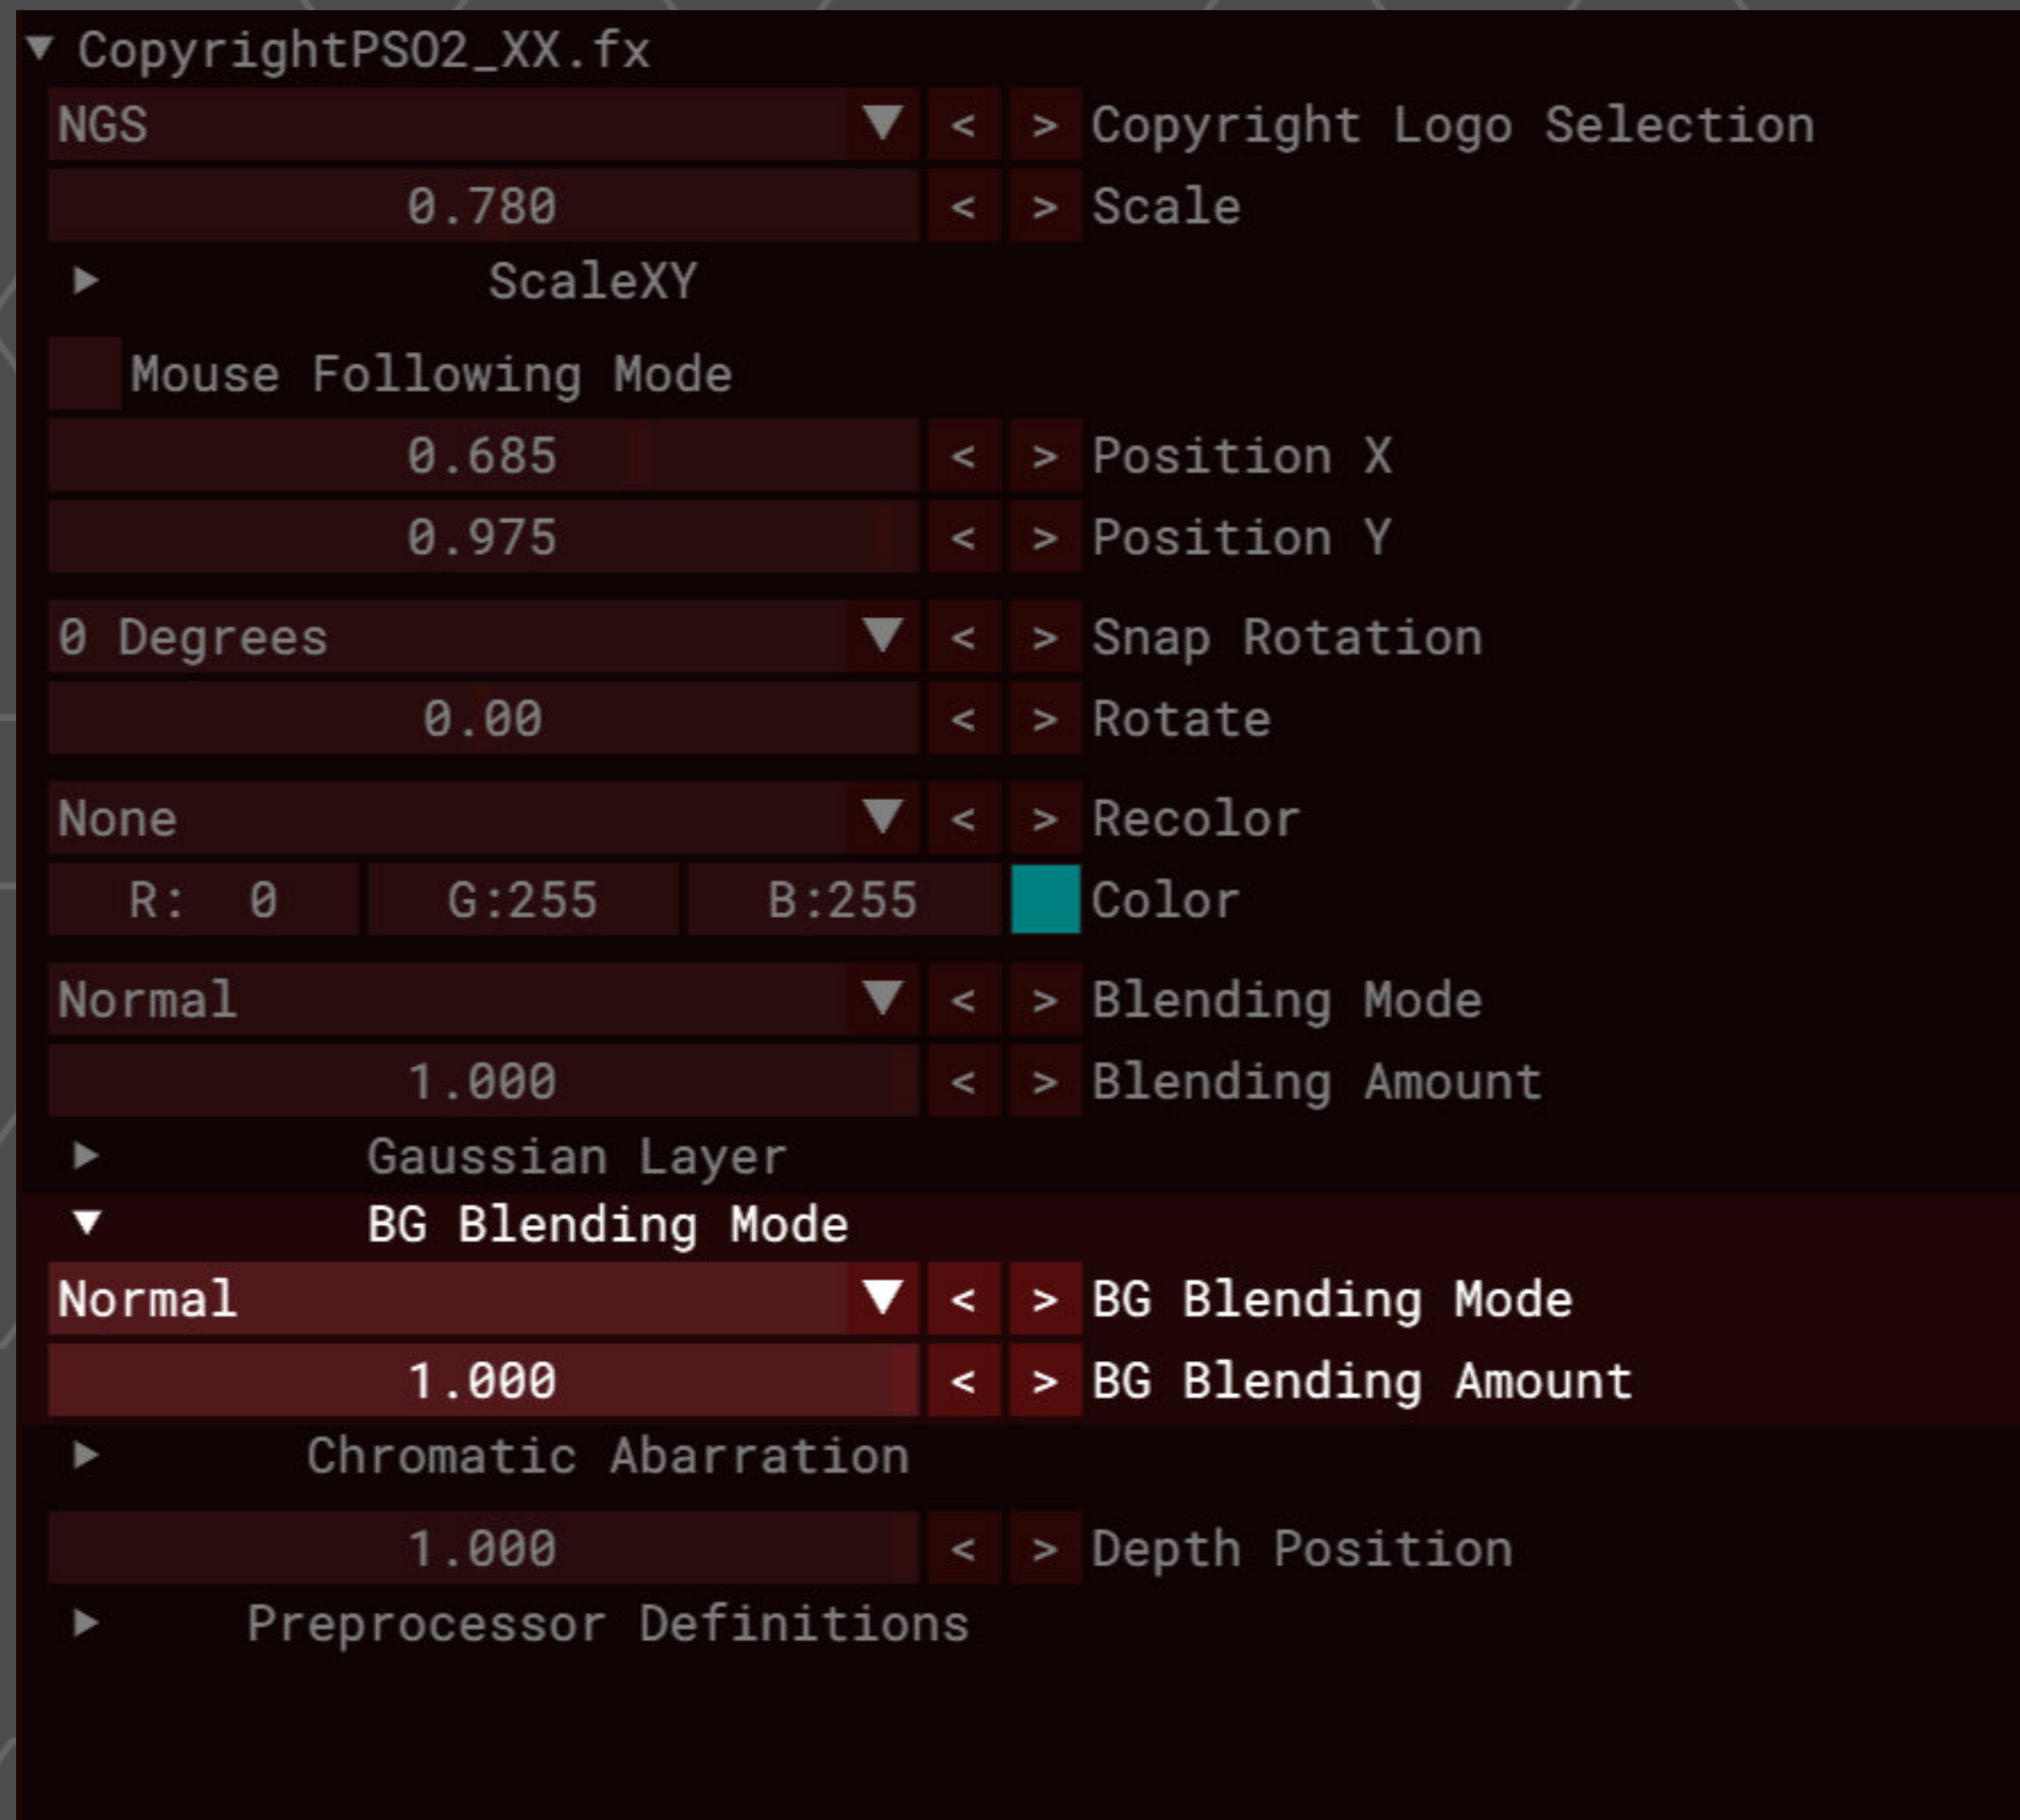 CopyrightPSO2_XX.fx
NGS < > Copyright Logo Selection
0.780 < > Scale
ScaleXY
Mouse Following Mode
0.685 < > Position X
0.975 < > Position Y
0 Degrees < > Snap Rotation
0.00 < > Rotate
None < > Recolor
R: 0 G:255 B:255 Color
Normal < > Blending Mode
1.000 < > Blending Amount
Gaussian Layer
BG Blending Mode
Normal < > BG Blending Mode
1.000 < > BG Blending Amount
Chromatic Abarration
1.000 < > Depth Position
Preprocessor Definitions